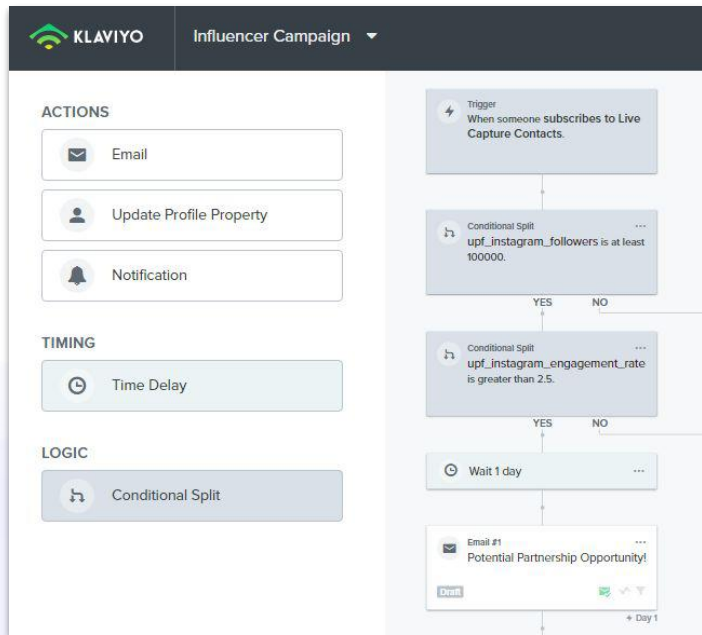 KLAVIYO
Influencer Campaign
ACTIONS
Email
Update Profile Property
Notification
TIMING
Time Delay
LOGIC
Conditional Split
Trigger
When someone subscribes to Live
Capture Contacts.
Conditional Split
upf_instagram_followers is at least
100000.
YES NO
Conditional Split
upf_instagram_engagement_rate
is greater than 2.5.
YES NO
Wait 1 day
Email #1
Potential Partnership Opportunity!
Draft
+ Day 1